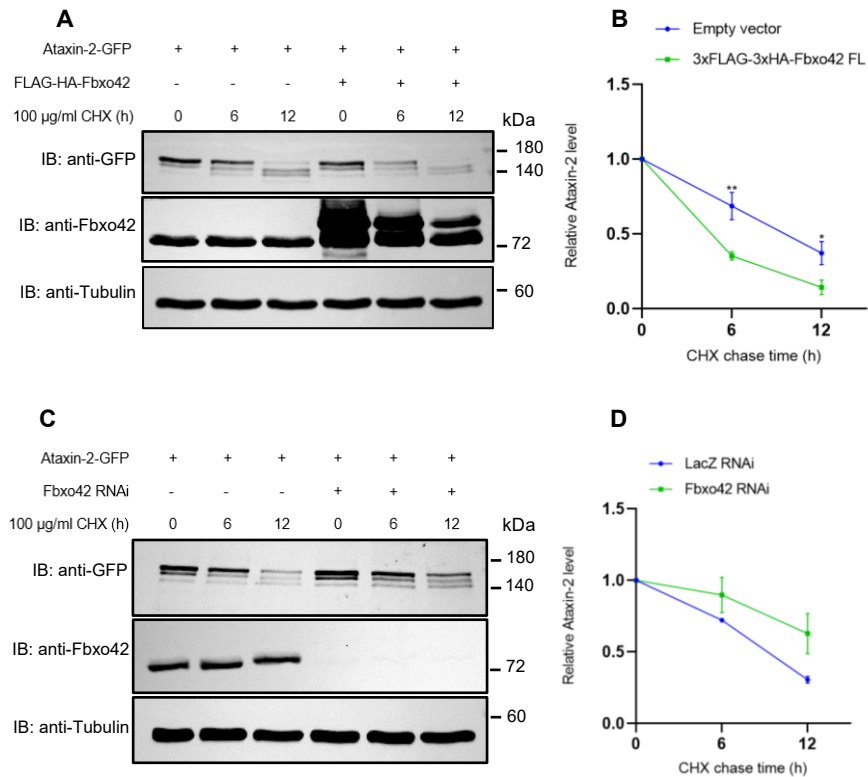 A
Ataxin-2-GFP + + + + + +
FLAG-HA-Fbxo42 - - - + + +
100 µg/ml CHX (h) 0 6 12 0 6 12 kDa
IB: anti-GFP 180
140
IB: anti-Fbxo42 72
IB: anti-Tubulin 60
B
Empty vector
3xFLAG-3xHA-Fbxo42 FL
Relative Ataxin-2 level
1.5
1.0
0.5
0.0
**
*
0 6 12
CHX chase time (h)
C
Ataxin-2-GFP + + + + + +
Fbxo42 RNAi - - - + + +
100 µg/ml CHX (h) 0 6 12 0 6 12 kDa
IB: anti-GFP 180
140
IB: anti-Fbxo42 72
IB: anti-Tubulin 60
D
LacZ RNAi
Fbxo42 RNAi
Relative Ataxin-2 level
1.5
1.0
0.5
0.0
0 6 12
CHX chase time (h)